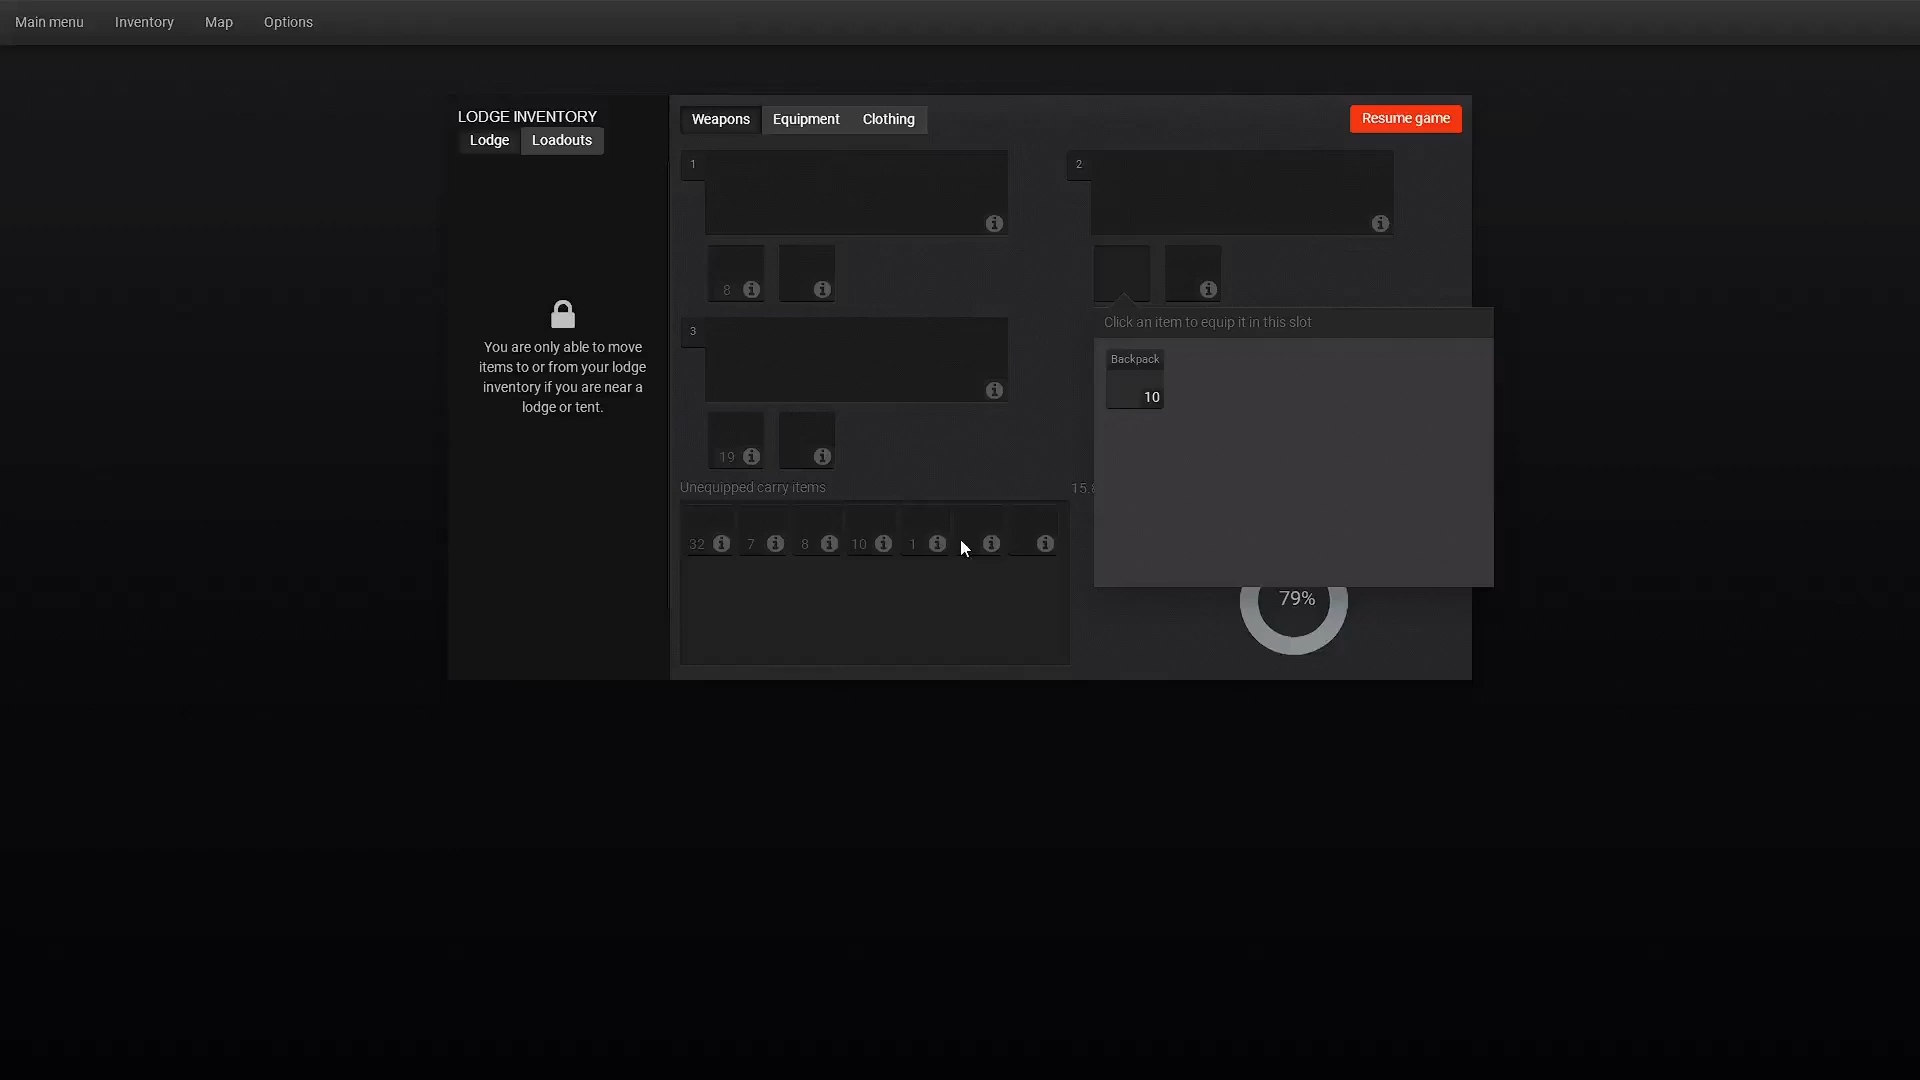 Main menu Inventory Map Options
LODGE INVENTORY
Lodge Loadouts
Weapons Equipment Clothing
Resume game
1
2
8
You are only able to move
items to or from your lodge
inventory if you are near a
lodge or tent.
3
Click an item to equip it in this slot
Backpack
10
19
Unequipped carry items
15.
32 7 8 10 1
79%